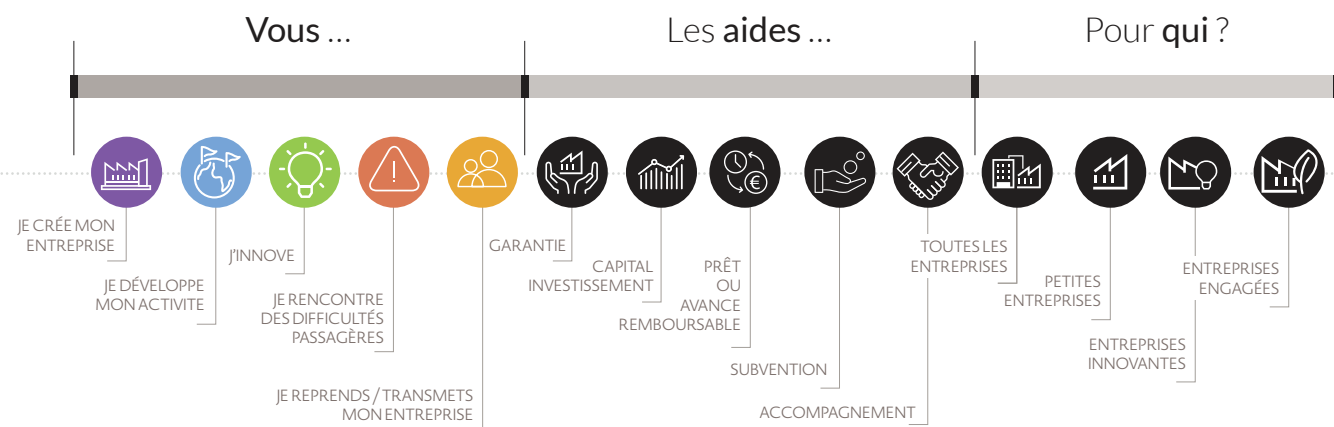 Vous ...
Les aides ...
Pour qui ?
JE CRÉE MON
ENTREPRISE
JE DÉVELOPPE
MON ACTIVITE
J'INNOVE
JE RENCONTRE
DES DIFFICULTÉS
PASSAGÈRES
JE REPRENDS / TRANSMETS
MON ENTREPRISE
GARANTIE
CAPITAL
INVESTISSEMENT
PRÊT
OU
AVANCE
REMBOURSABLE
SUBVENTION
ACCOMPAGNEMENT
TOUTES LES
ENTREPRISES
PETITES
ENTREPRISES
ENTREPRISES
INNOVANTES
ENTREPRISES
ENGAGÉES